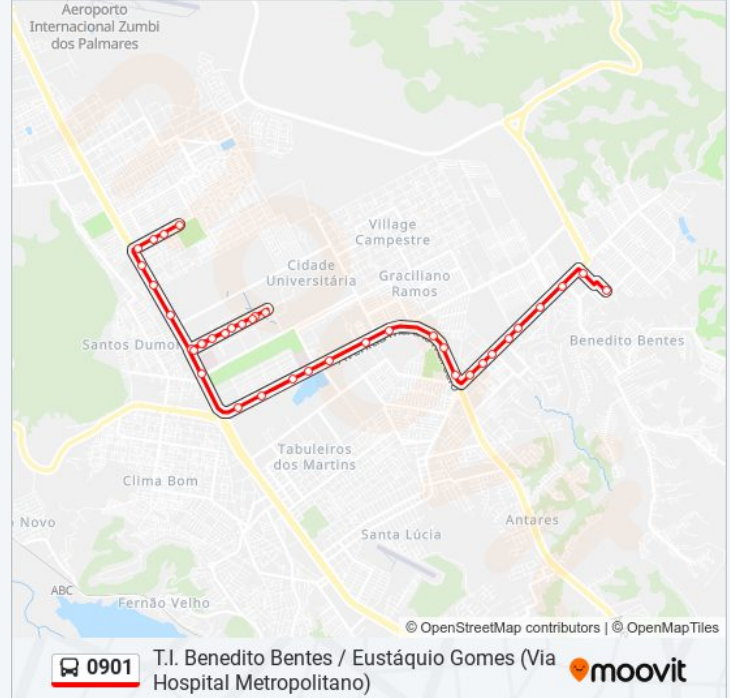 Aeroporto
Internacional Zumbi
dos Palmares
Village
Campestre
Cidade
Universitária
Graciliano
Ramos
Santos Dumo
Benedito Bentes
Tabuleiros
dos Martins
Clima Bom
o Novo
Antares
Santa Lúcia
ABC
Fernão Velho
© OpenStreetMap contributors | © OpenMapTiles
0901
T.I. Benedito Bentes / Eustáquio Gomes (Via
Hospital Metropolitano)
moovit